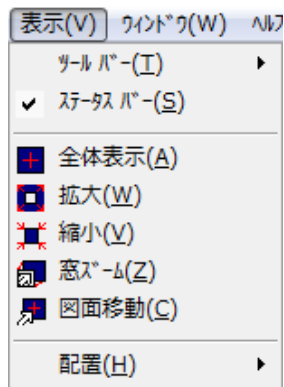 表示(V) ｳｨﾝﾄﾞｳ(W) ﾍﾙﾌ
ﾂｰﾙ ﾊﾞｰ(T)
ｽﾃｰﾀｽ ﾊﾞｰ(S)
全体表示(A)
拡大(W)
縮小(V)
窓ｽﾞｰﾑ(Z)
図面移動(C)
配置(H)